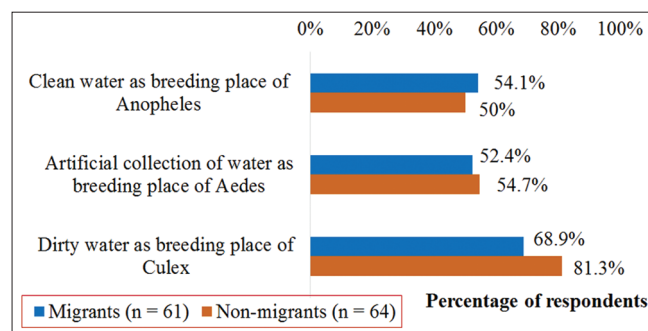 0% 20% 40% 60% 80% 100%
Clean water as breeding place of
Anopheles
54.1%
50%
Artificial collection of water as
breeding place of Aedes
52.4%
54.7%
Dirty water as breeding place of
Culex
68.9%
81.3%
Migrants (n = 61) Non-migrants (n = 64)
Percentage of respondents